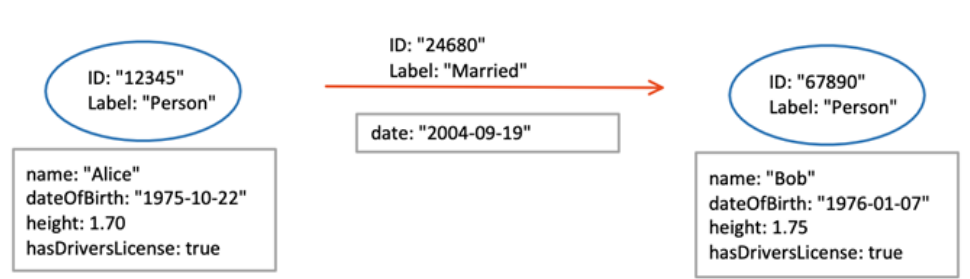 ID: "12345"
Label: "Person"
name: "Alice"
dateOfBirth: "1975-10-22"
height: 1.70
hasDriversLicense: true
ID: "24680"
Label: "Married"
date: "2004-09-19"
ID: "67890"
Label: "Person"
name: "Bob"
dateOfBirth: "1976-01-07"
height: 1.75
hasDriversLicense: true